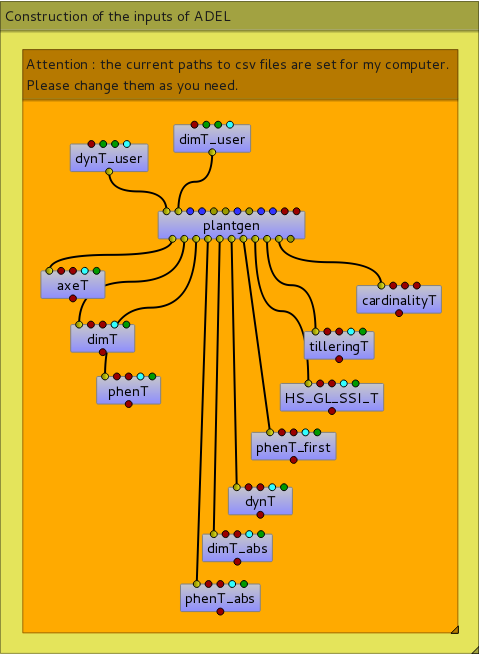 Construction of the inputs of ADEL
Attention : the current paths to csv files are set for my computer.
Please change them as you need.
dimT_user
dynT_user
plantgen
axeT
cardinalityT
dimT
tilleringT
phenT
HS_GL_SSI_T
phenT_first
dynT
dimT_abs
phenT_abs